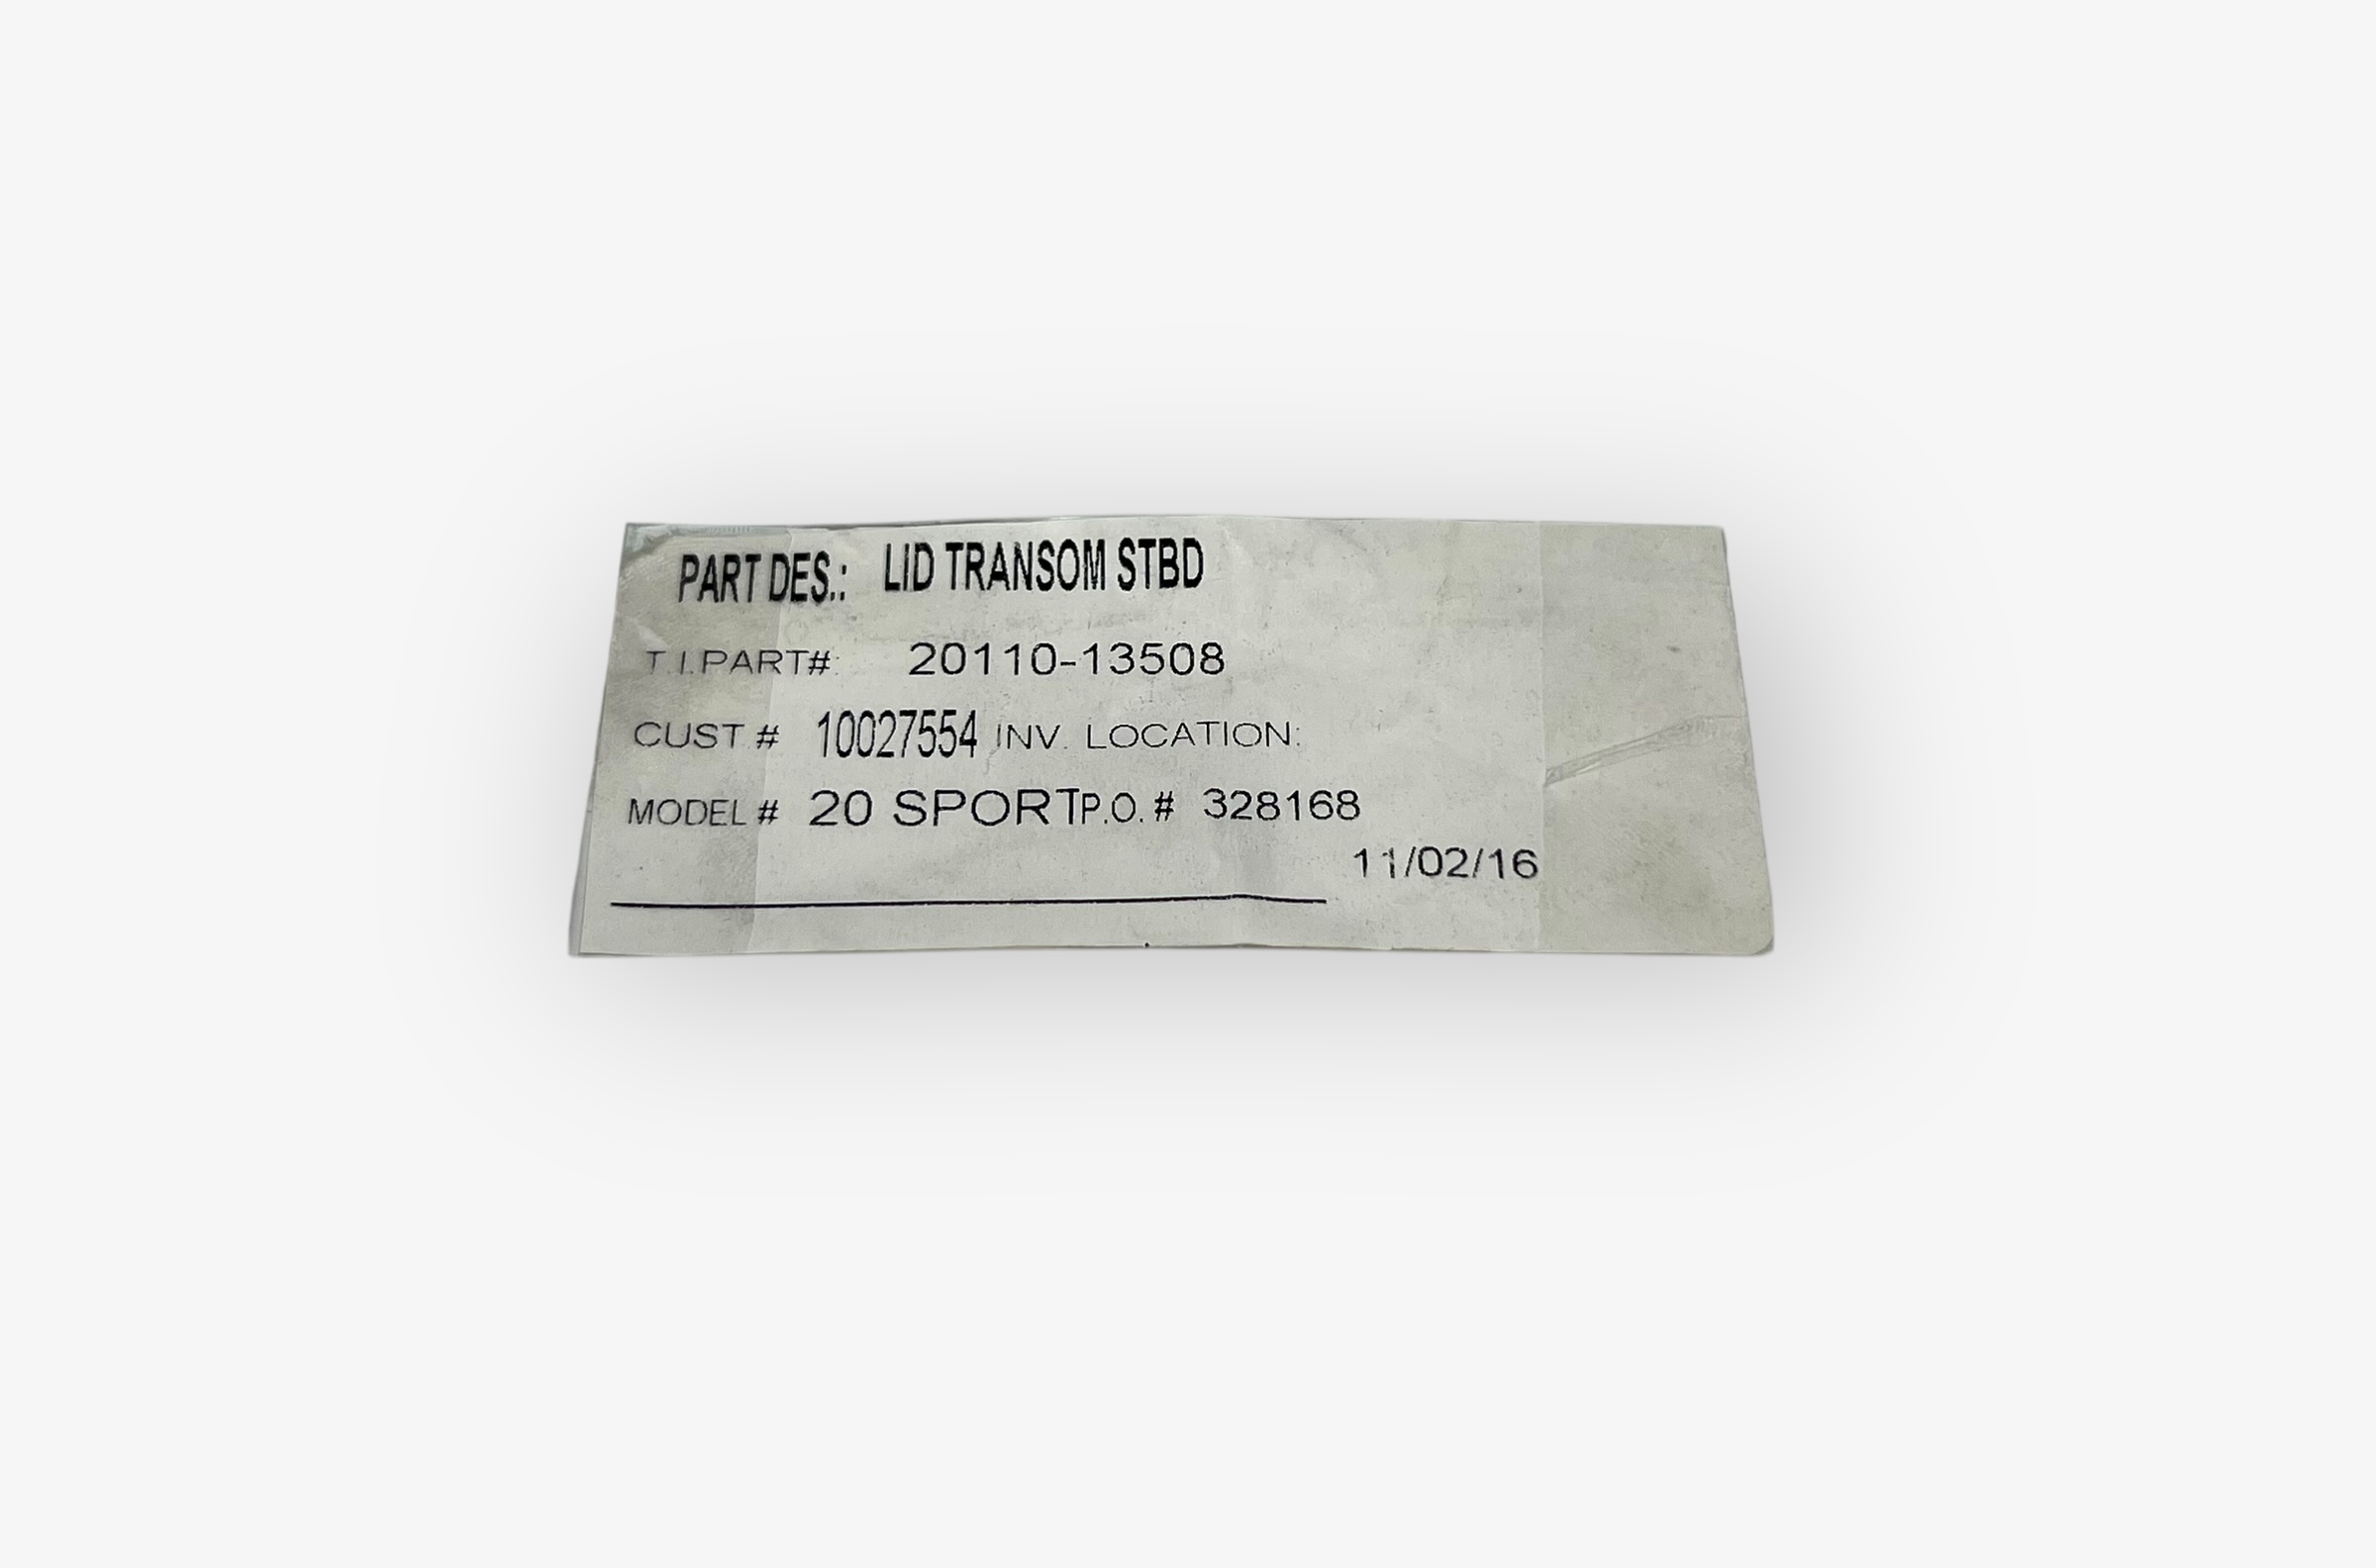 PART DES.: LID TRANSOM STBD
T.I.PART#: 20110-13508
CUST.# 10027554 INV. LOCATION:
MODEL # 20 SPORT P.O. # 328168
11/02/16